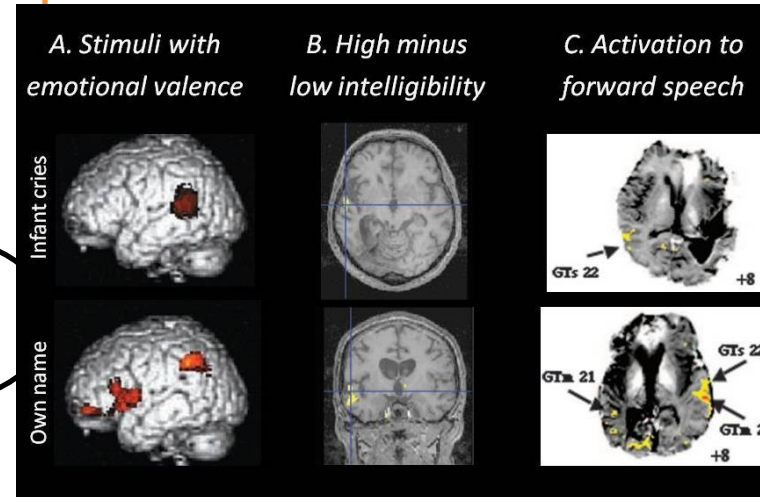 A. Stimuli with
emotional valence
B. High minus
low intelligibility
C. Activation to
forward speech
Infant cries
Own name
GTs 22
+8
GTm 21
GTs 22
GTm
+8